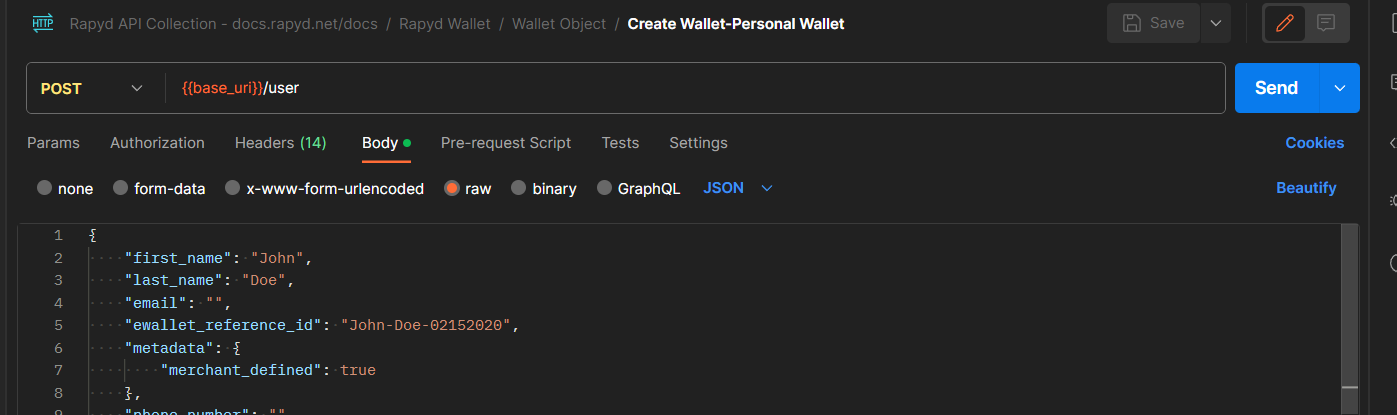 HTTP Rapyd API Collection - docs.rapyd.net/docs / Rapyd Wallet / Wallet Object / Create Wallet-Personal Wallet Save
POST {{base_uri}}/user Send
Params Authorization Headers (14) Body Pre-request Script Tests Settings Cookies
none form-data x-www-form-urlencoded raw binary GraphQL JSON Beautify
1 {
2 "first_name": "John",
3 "last_name": "Doe",
4 "email": "",
5 "ewallet_reference_id": "John-Doe-02152020",
6 "metadata": {
7 "merchant_defined": true
8 },
9 "phone_number": ""